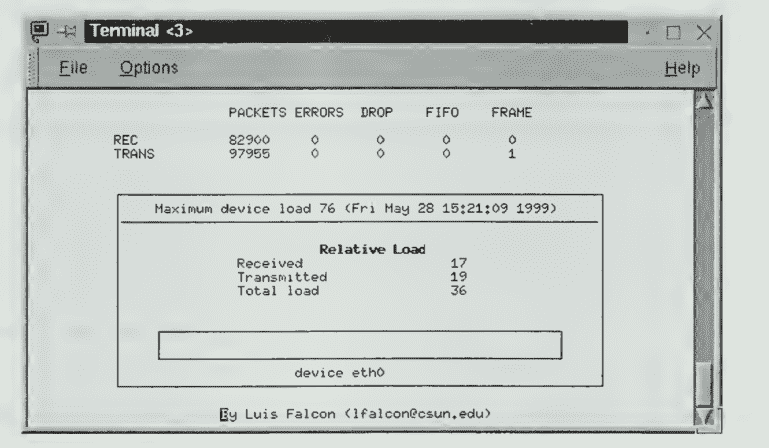 Terminal <3>
File Options Help
PACKETS ERRORS DROP FIFO FRAME
REC 82900 0 0 0 0
TRANS 97955 0 0 0 1
Maximum device load 76 (Fri May 28 15:21:09 1999)
Relative Load
Received 17
Transmitted 19
Total load 36
device eth0
By Luis Falcon (lfalcon@csun.edu)